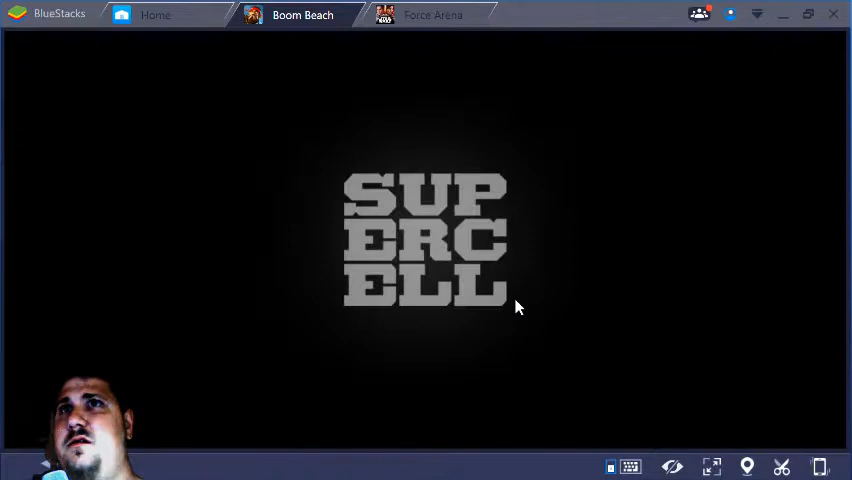 BlueStacks
Home
Boom Beach
Force Arena
SUP
ERC
ELL